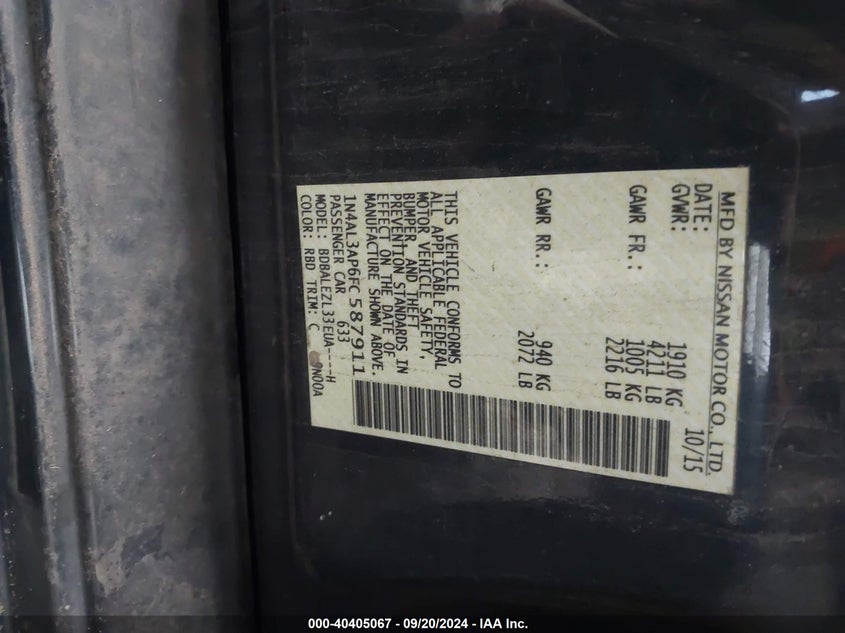 MFD BY NISSAN MOTOR CO., LTD.
DATE: 10/15
GVWR: 1910 KG
4211 LB
GAWR FR.: 1005 KG
2216 LB
GAWR RR.: 940 KG
2072 LB
THIS VEHICLE CONFORMS TO
ALL APPLICABLE FEDERAL
MOTOR VEHICLE SAFETY,
BUMPER, AND THEFT
PREVENTION STANDARDS IN
EFFECT ON THE DATE OF
MANUFACTURE SHOWN ABOVE.
1N4AL3AP6FC587911
PASSENGER CAR 633
MODEL: BDBALEZL33EUA----H
COLOR: RBD TRIM: C
000-40405067 - 09/20/2024 - IAA Inc.